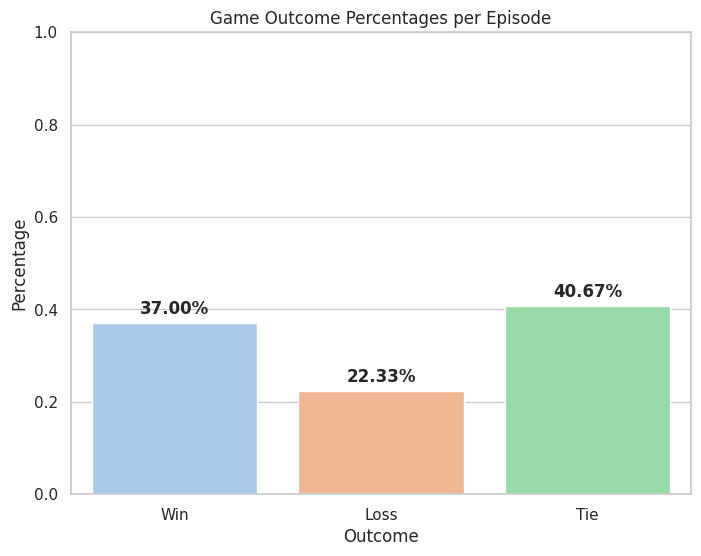 Game Outcome Percentages per Episode
1.0
0.8
0.6
0.4
0.2
0.0
Percentage
37.00%
22.33%
40.67%
Win
Loss
Tie
Outcome